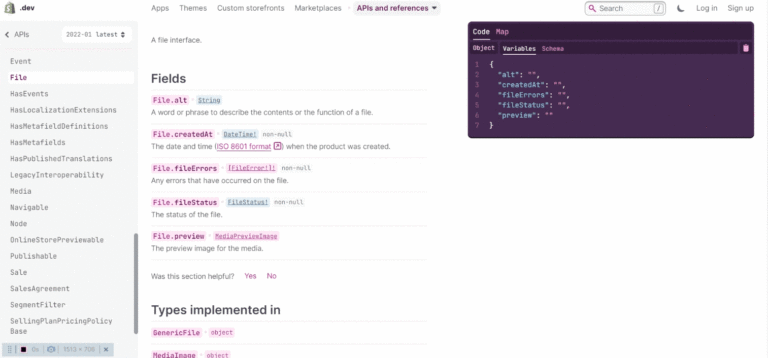 .dev
Apps Themes Custom storefronts Marketplaces APIs and references Search / Log in Sign up
APIs 2022-01 latest
Event
File
HasEvents
HasLocalizationExtensions
HasMetafieldDefinitions
HasMetafields
HasPublishedTranslations
LegacyInteroperability
Media
Navigable
Node
OnlineStorePreviewable
Publishable
Sale
SalesAgreement
SegmentFilter
SellingPlanPricingPolicy
Base
A file interface.
Fields
File.alt · String
A word or phrase to describe the contents or the function of a file.
File.createdAt · DateTime! non-null
The date and time (ISO 8601 format) when the product was created.
File.fileErrors · [FileError!]! non-null
Any errors that have occurred on the file.
File.fileStatus · FileStatus! non-null
The status of the file.
File.preview · MediaPreviewImage
The preview image for the media.
Was this section helpful? Yes No
Types implemented in
GenericFile · object
MediaImage · object
Code Map
Object Variables Schema
1 {
2 "alt": "",
3 "createdAt": "",
4 "fileErrors": "",
5 "fileStatus": "",
6 "preview": ""
7 }